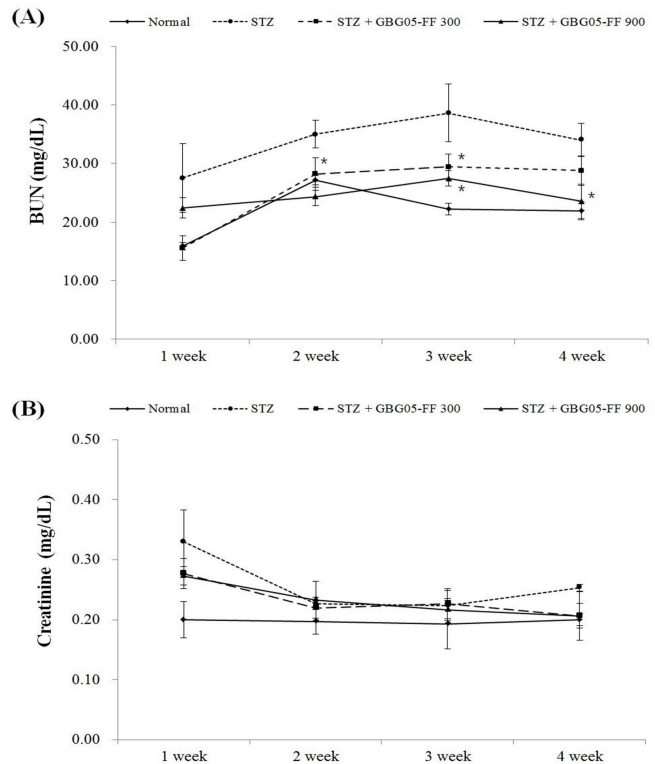 (A)
Normal STZ STZ + GBG05-FF 300 STZ + GBG05-FF 900
50.00
40.00
30.00
20.00
10.00
0.00
BUN (mg/dL)
*
*
*
*
1 week 2 week 3 week 4 week
(B)
Normal STZ STZ + GBG05-FF 300 STZ + GBG05-FF 900
0.50
0.40
0.30
0.20
0.10
0.00
Creatinine (mg/dL)
1 week 2 week 3 week 4 week